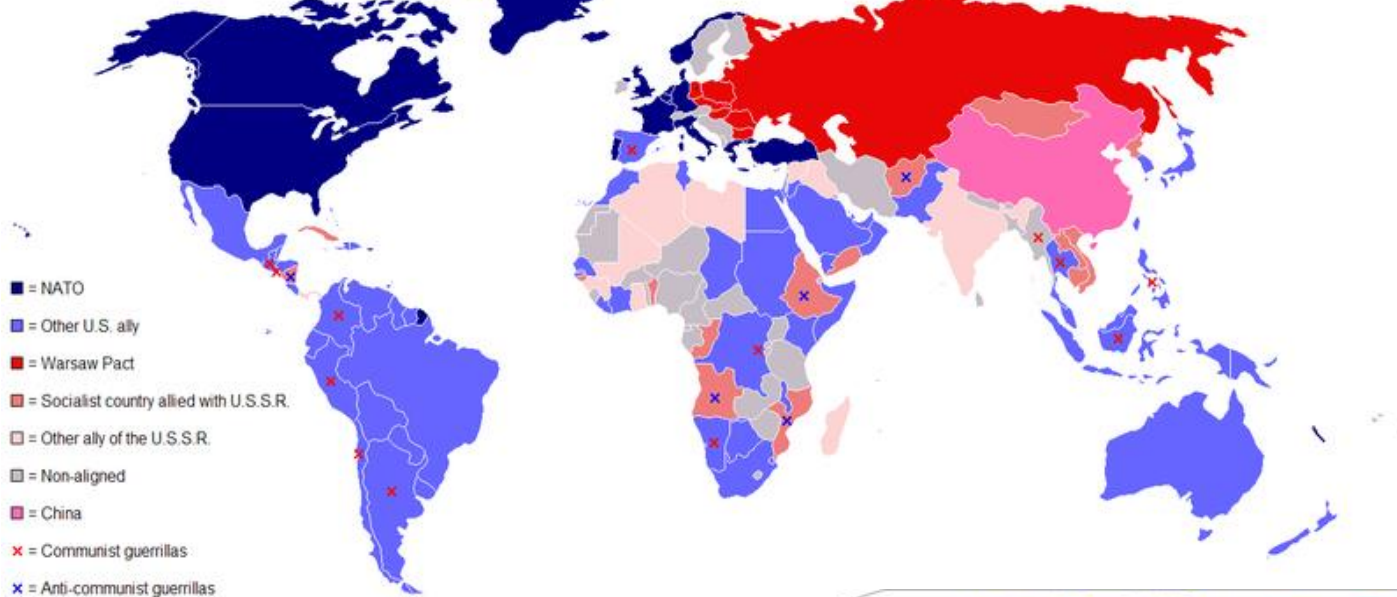 = NATO
= Other U.S. ally
= Warsaw Pact
= Socialist country allied with U.S.S.R.
= Other ally of the U.S.S.R.
= Non-aligned
= China
× = Communist guerrillas
× = Anti-communist guerrillas